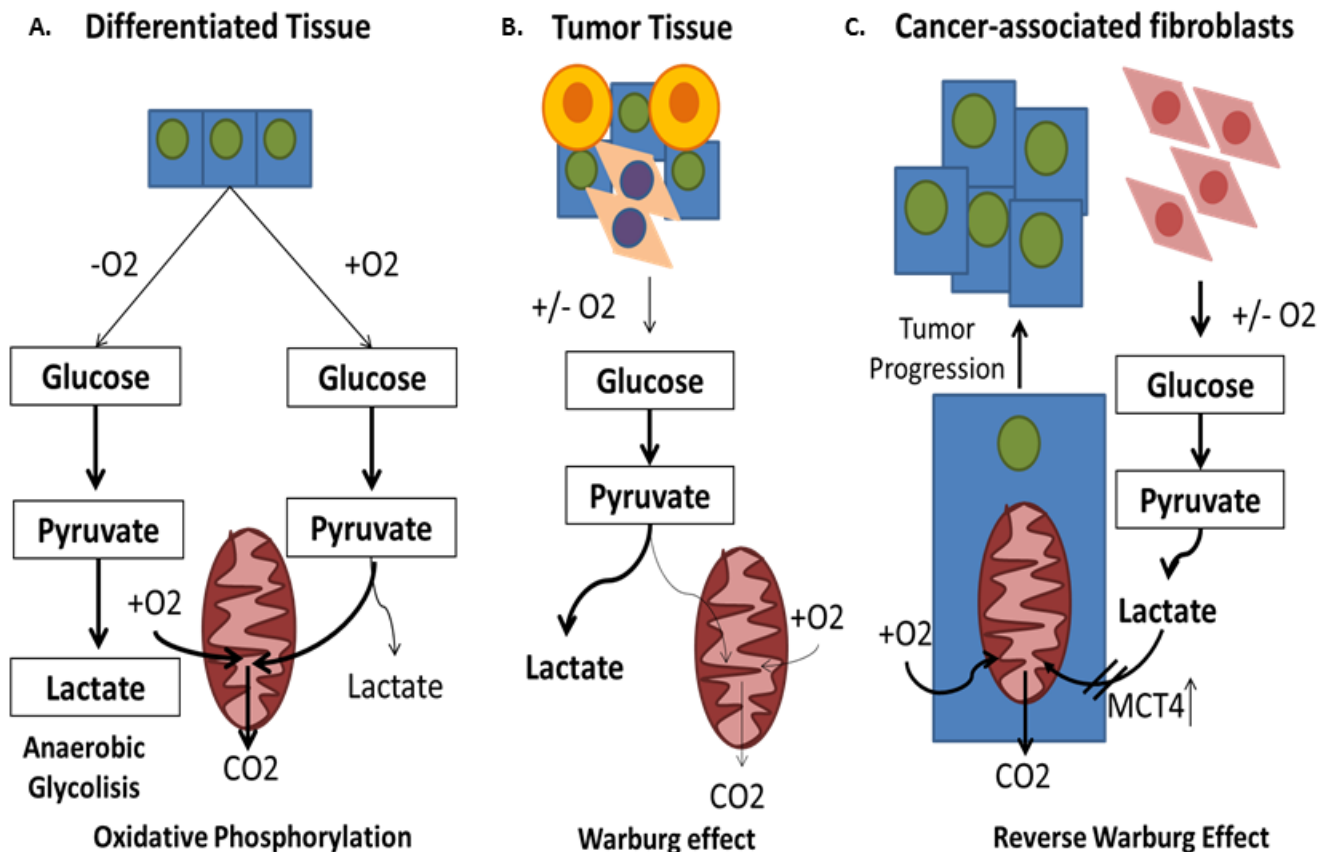 A. Differentiated Tissue
-O2
+O2
Glucose
Glucose
Pyruvate
Pyruvate
+O2
Lactate
Lactate
Anaerobic
Glycolisis
CO2
Oxidative Phosphorylation
B. Tumor Tissue
+/- O2
Glucose
Pyruvate
+O2
Lactate
CO2
Warburg effect
C. Cancer-associated fibroblasts
+/- O2
Tumor
Progression
Glucose
Pyruvate
Lactate
+O2
MCT4↑
CO2
Reverse Warburg Effect